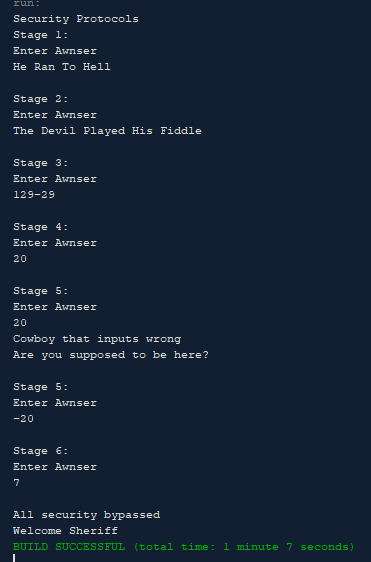 run:
Security Protocols
Stage 1:
Enter Awnser
He Ran To Hell
Stage 2:
Enter Awnser
The Devil Played His Fiddle
Stage 3:
Enter Awnser
129-29
Stage 4:
Enter Awnser
20
Stage 5:
Enter Awnser
20
Cowboy that inputs wrong
Are you supposed to be here?
Stage 5:
Enter Awnser
-20
Stage 6:
Enter Awnser
7
All security bypassed
Welcome Sheriff
BUILD SUCCESSFUL (total time: 1 minute 7 seconds)